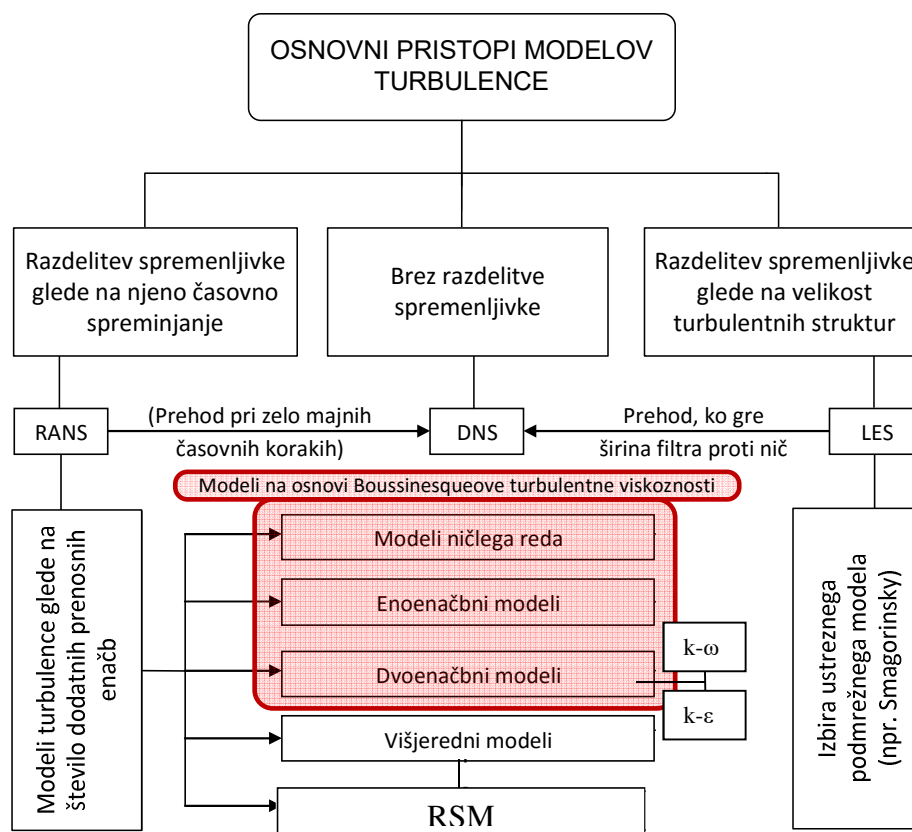 OSNOVNI PRISTOPI MODELOV
TURBULENCE
Razdelitev spremenljivke
glede na njeno časovno
spreminjanje
Brez razdelitve
spremenljivke
Razdelitev spremenljivke
glede na velikost
turbulentnih struktur
RANS
(Prehod pri zelo majnih
časovnih korakih)
DNS
Prehod, ko gre
širina filtra proti nič
LES
Modeli na osnovi Boussinesqueove turbulentne viskoznosti
Modeli turbulence glede na
število dodatnih prenosnih
enačb
Modeli ničlega reda
Enoenačbni modeli
Dvoenačbni modeli
k-ω
k-ε
Višjeredni modeli
RSM
Izbira ustreznega
podmrežnega modela
(npr. Smagorinsky)